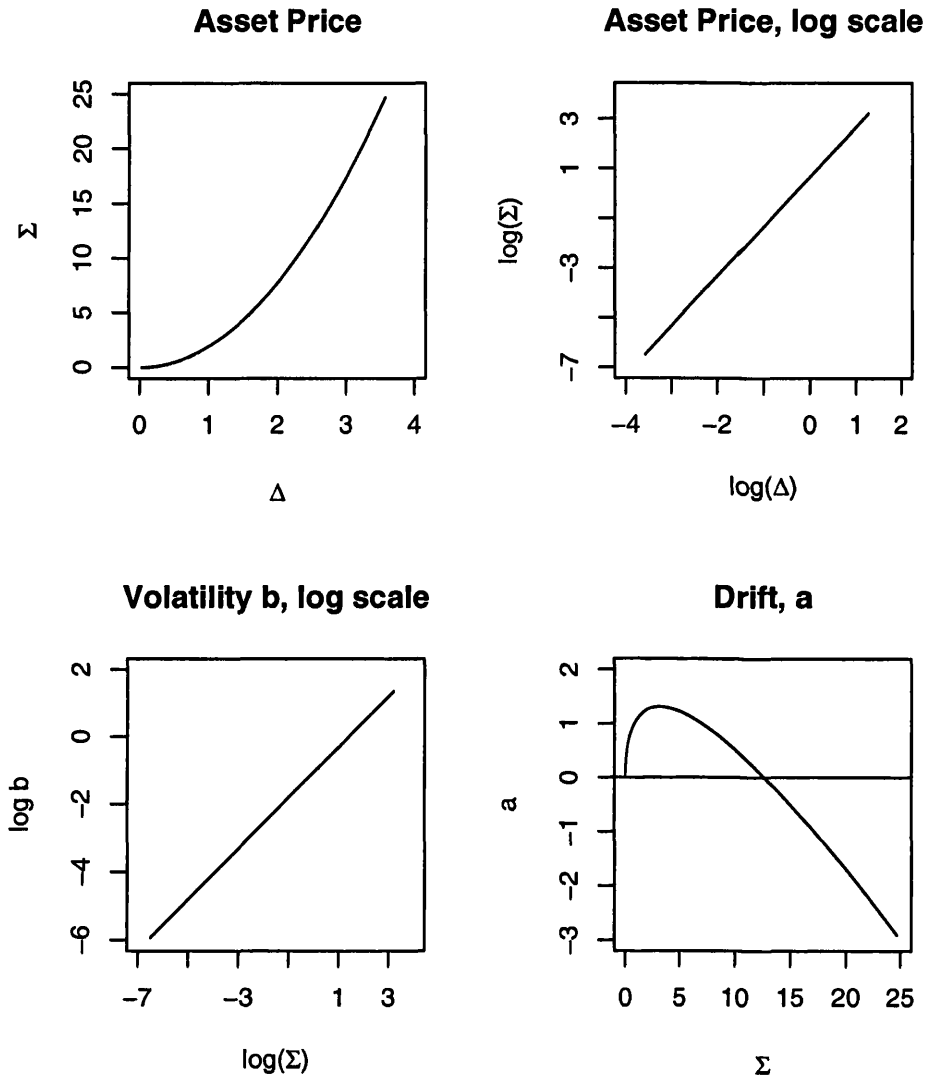 Asset Price
25
20
15
10
5
0
Σ
0 1 2 3 4
Δ
Asset Price, log scale
3
1
−3
−7
log(Σ)
−4 −2 0 1 2
log(Δ)
Volatility b, log scale
2
0
−2
−4
−6
log b
−7 −3 1 3
log(Σ)
Drift, a
2
1
0
−1
−2
−3
a
0 5 10 15 20 25
Σ